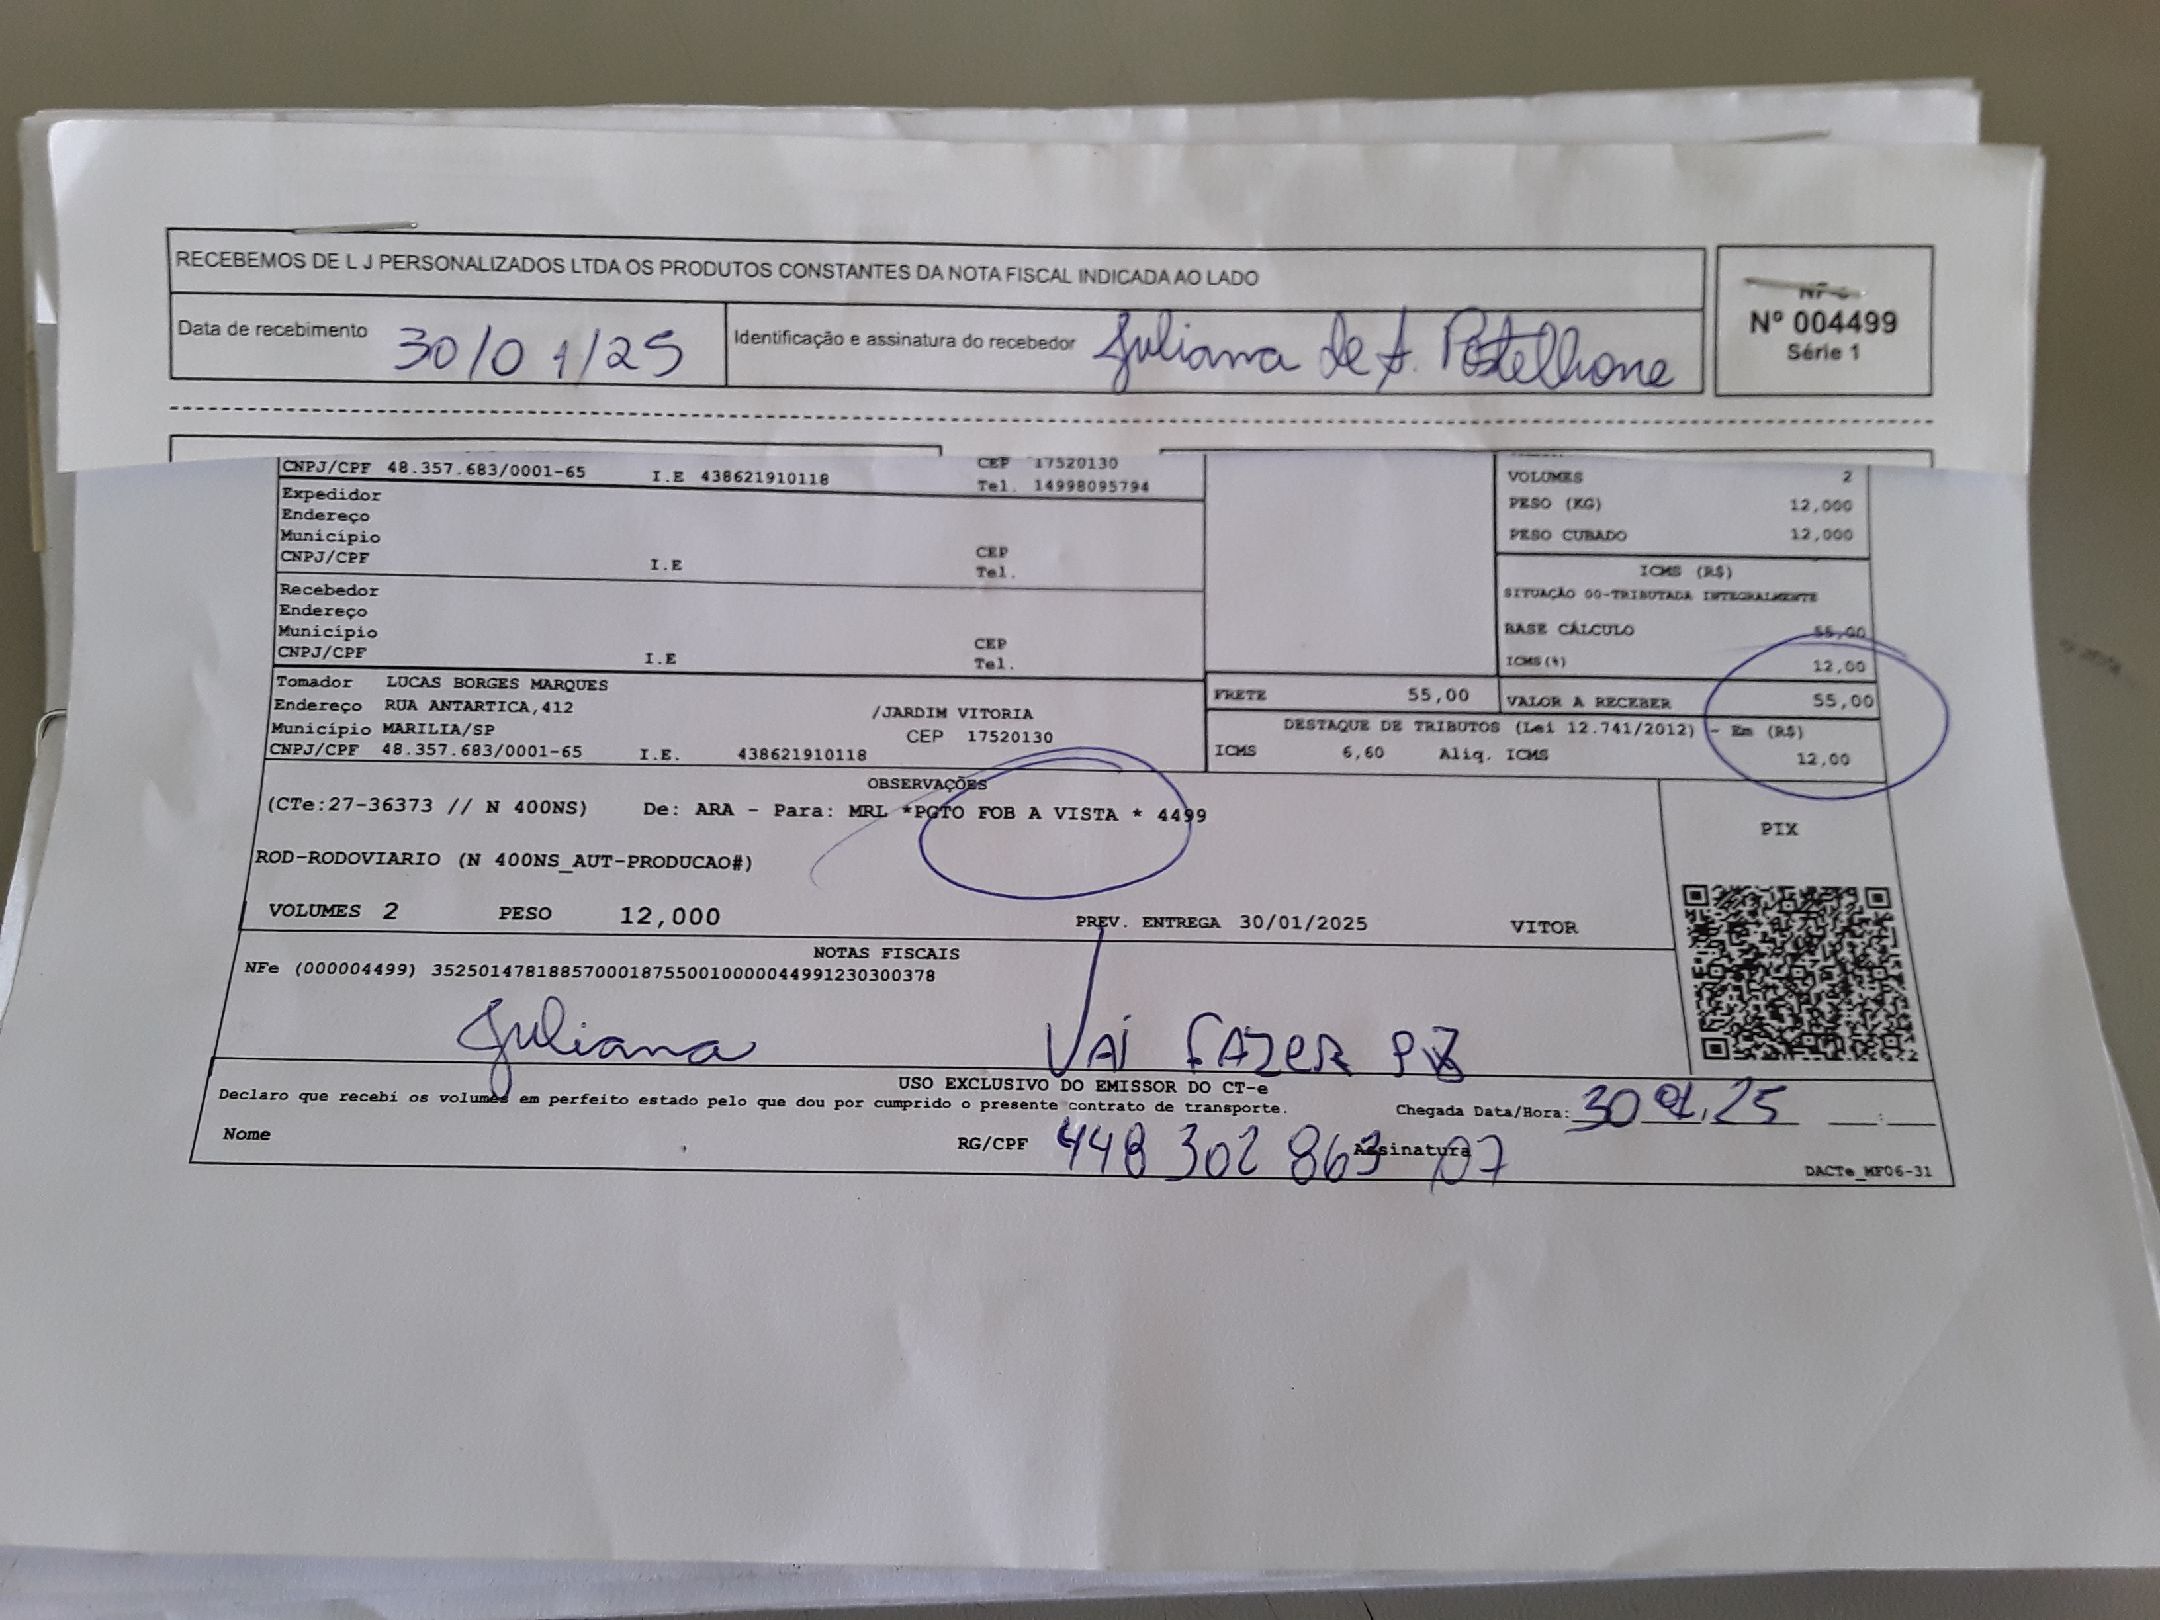 RECEBEMOS DE L J PERSONALIZADOS LTDA OS PRODUTOS CONSTANTES DA NOTA FISCAL INDICADA AO LADO
Data de recebimento 30/01/25
Identificação e assinatura do recebedor Juliana de A.
Nº 004499
Série 1
CNPJ/CPF 48.357.683/0001-65 I.E 438621910118
CEP 17520130
Tel. 14998095794
Expedidor
Endereço
Município
CNPJ/CPF I.E
CEP
Tel.
Recebedor
Endereço
Município
CNPJ/CPF I.E
CEP
Tel.
Tomador LUCAS BORGES MARQUES
Endereço RUA ANTARTICA,412 /JARDIM VITORIA
Município MARILIA/SP CEP 17520130
CNPJ/CPF 48.357.683/0001-65 I.E. 438621910118
VOLUMES 2
PESO (KG) 12,000
PESO CUBADO 12,000
ICMS (R$)
SITUAÇÃO 00-TRIBUTADA INTEGRALMENTE
BASE CÁLCULO 55,00
ICMS(%) 12,00
FRETE 55,00 VALOR A RECEBER 55,00
DESTAQUE DE TRIBUTOS (Lei 12.741/2012) - Em (R$)
ICMS 6,60 Aliq. ICMS 12,00
OBSERVAÇÕES
(CTe:27-36373 // N 400NS) De: ARA - Para: MRL *PGTO FOB A VISTA * 4499
ROD-RODOVIARIO (N 400NS_AUT-PRODUCAO#)
VOLUMES 2 PESO 12,000 PREV. ENTREGA 30/01/2025 VITOR
PIX
NOTAS FISCAIS
NFe (000004499) 35250147818857000187550010000044991230300378
Juliana VAi FAZER PIX
USO EXCLUSIVO DO EMISSOR DO CT-e
Declaro que recebi os volumes em perfeito estado pelo que dou por cumprido o presente contrato de transporte. Chegada Data/Hora: 30 01.25 :
Nome RG/CPF 448 302 863 07 Assinatura
DACTe_MF06-31